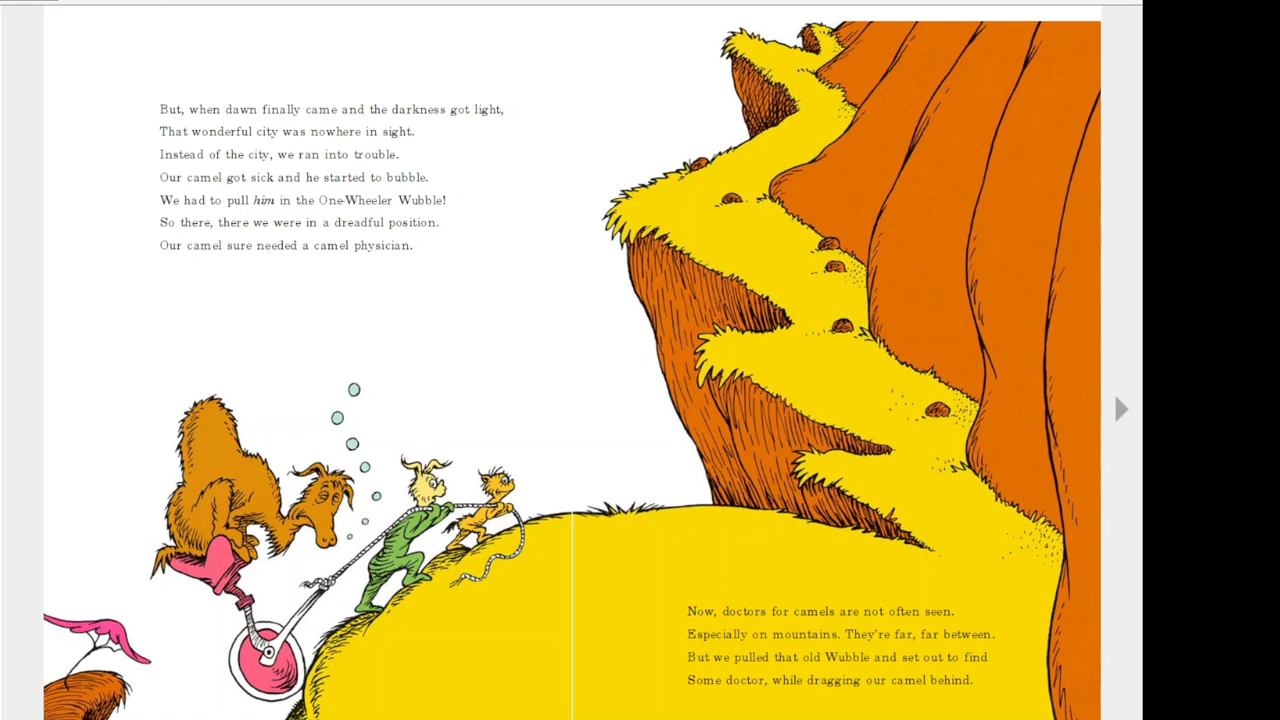 But, when dawn finally came and the darkness got light,
That wonderful city was nowhere in sight.
Instead of the city, we ran into trouble.
Our camel got sick and he started to bubble.
We had to pull him in the One-Wheeler Wubble!
So there, there we were in a dreadful position.
Our camel sure needed a camel physician.
Now, doctors for camels are not often seen.
Especially on mountains. They're far, far between.
But we pulled that old Wubble and set out to find
Some doctor, while dragging our camel behind.